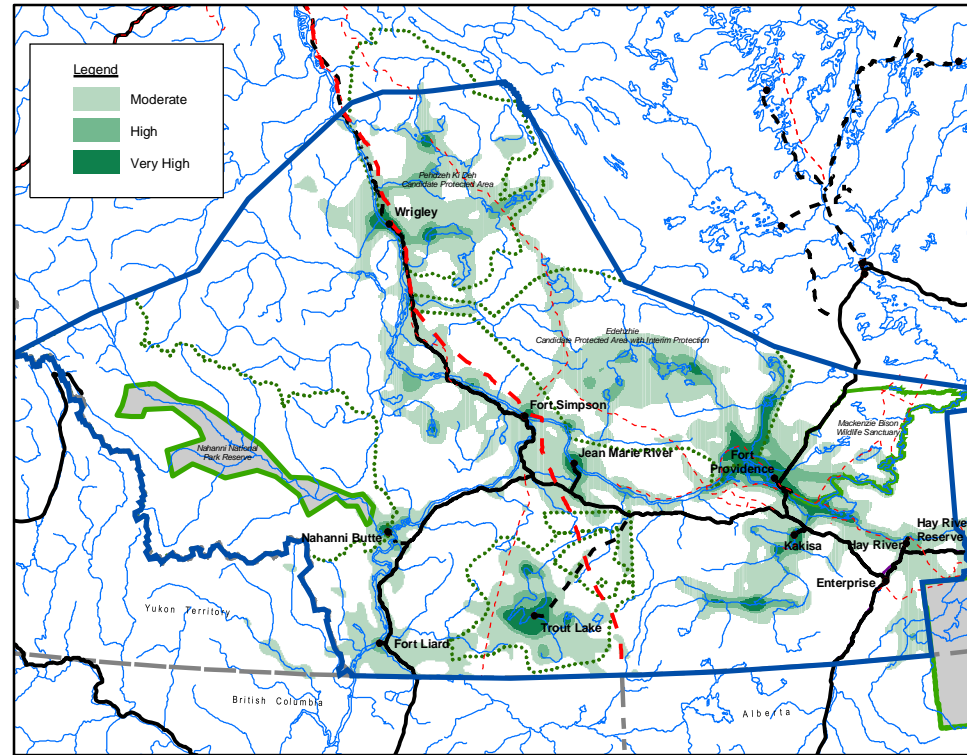 Legend
Moderate
High
Very High
Pehdzeh Ki Deh
Candidate Protected Area
Wrigley
Edehzhie
Candidate Protected Area with Interim Protection
Fort Simpson
Mackenzie Bison
Wildlife Sanctuary
Nahanni National
Park Reserve
Jean Marie River
Fort
Providence
Nahanni Butte
Kakisa
Hay River
Hay River
Reserve
Enterprise
Yukon Territory
Trout Lake
Fort Liard
British Columbia
Alberta